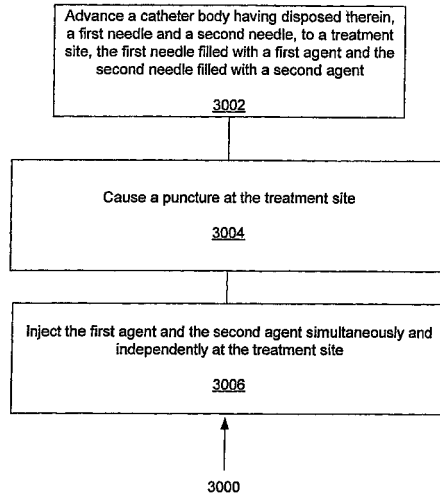 Advance a catheter body having disposed therein,
a first needle and a second needle, to a treatment
site, the first needle filled with a first agent and the
second needle filled with a second agent
3002
Cause a puncture at the treatment site
3004
Inject the first agent and the second agent simultaneously and
independently at the treatment site
3006
3000